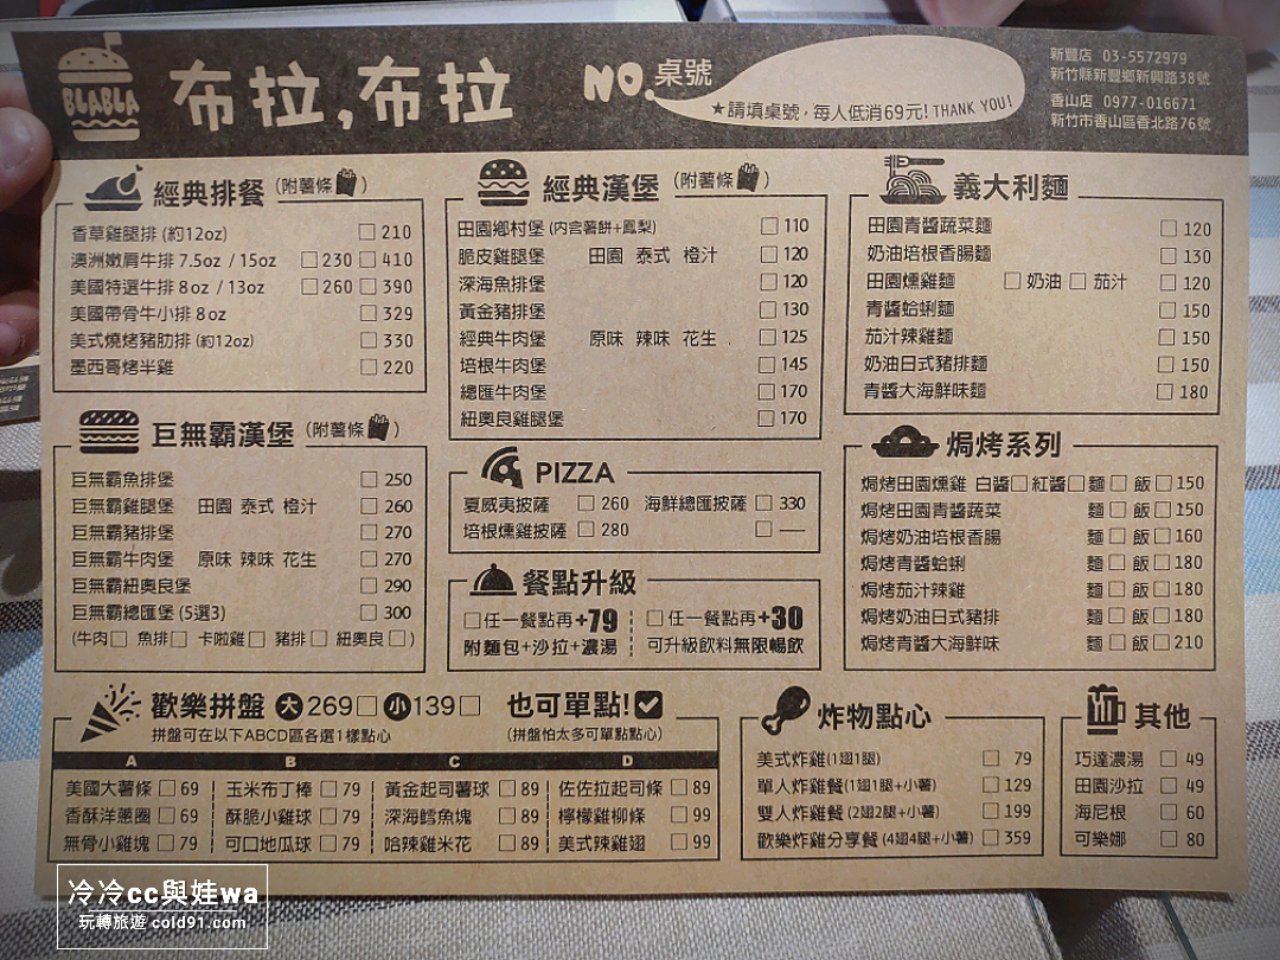 BLABLA
布拉,布拉
NO.桌號
★請填桌號,每人低消69元! THANK YOU!
新豐店 03-5572979
新竹縣新豐鄉新興路38號
香山店 0977-016671
新竹市香山區香北路76號
經典排餐(附薯條)
香草雞腿排(約12oz) □210
澳洲嫩肩牛排 7.5oz / 15oz □230 □410
美國特選牛排 8oz / 13oz □260 □390
美國帶骨牛小排 8oz □329
美式燒烤豬肋排(約12oz) □330
墨西哥烤半雞 □220
經典漢堡(附薯條)
田園鄉村堡(內含薯餅+鳳梨) □110
脆皮雞腿堡 田園 泰式 橙汁 □120
深海魚排堡 □120
黃金豬排堡 □130
經典牛肉堡 原味 辣味 花生 □125
培根牛肉堡 □145
總匯牛肉堡 □170
紐奧良雞腿堡 □170
義大利麵
田園青醬蔬菜麵 □120
奶油培根香腸麵 □130
田園燻雞麵 □奶油 □茄汁 □120
青醬蛤蜊麵 □150
茄汁辣雞麵 □150
奶油日式豬排麵 □150
青醬大海鮮味麵 □180
巨無霸漢堡(附薯條)
巨無霸魚排堡 □250
巨無霸雞腿堡 田園 泰式 橙汁 □260
巨無霸豬排堡 □270
巨無霸牛肉堡 原味 辣味 花生 □270
巨無霸紐奧良堡 □290
巨無霸總匯堡(5選3) □300
(牛肉□ 魚排□ 卡啦雞□ 豬排□ 紐奧良□)
PIZZA
夏威夷披薩 □260 海鮮總匯披薩 □330
培根燻雞披薩 □280 □—
餐點升級
□任一餐點再+79
附麵包+沙拉+濃湯
□任一餐點再+30
可升級飲料無限暢飲
焗烤系列
焗烤田園燻雞 白醬□紅醬□ 麵□ 飯□150
焗烤田園青醬蔬菜 麵□ 飯□150
焗烤奶油培根香腸 麵□ 飯□160
焗烤青醬蛤蜊 麵□ 飯□180
焗烤茄汁辣雞 麵□ 飯□180
焗烤奶油日式豬排 麵□ 飯□180
焗烤青醬大海鮮味 麵□ 飯□210
歡樂拼盤 大269□ 小139□ 也可單點!
拼盤可在以下ABCD區各選1樣點心 (拼盤怕太多可單點點心)
A B C D
美國大薯條 □69 玉米布丁棒 □79 黃金起司薯球 □89 佐佐拉起司條 □89
香酥洋蔥圈 □69 酥脆小雞球 □79 深海鱈魚塊 □89 檸檬雞柳條 □99
無骨小雞塊 □79 可口地瓜球 □79 哈辣雞米花 □89 美式辣雞翅 □99
炸物點心
美式炸雞(1翅1腿) □79
單人炸雞餐(1翅1腿+小薯) □129
雙人炸雞餐(2翅2腿+小薯) □199
歡樂炸雞分享餐(4翅4腿+小薯) □359
其他
巧達濃湯 □49
田園沙拉 □49
海尼根 □60
可樂娜 □80
冷冷cc與娃wa
玩轉旅遊 cold91.com